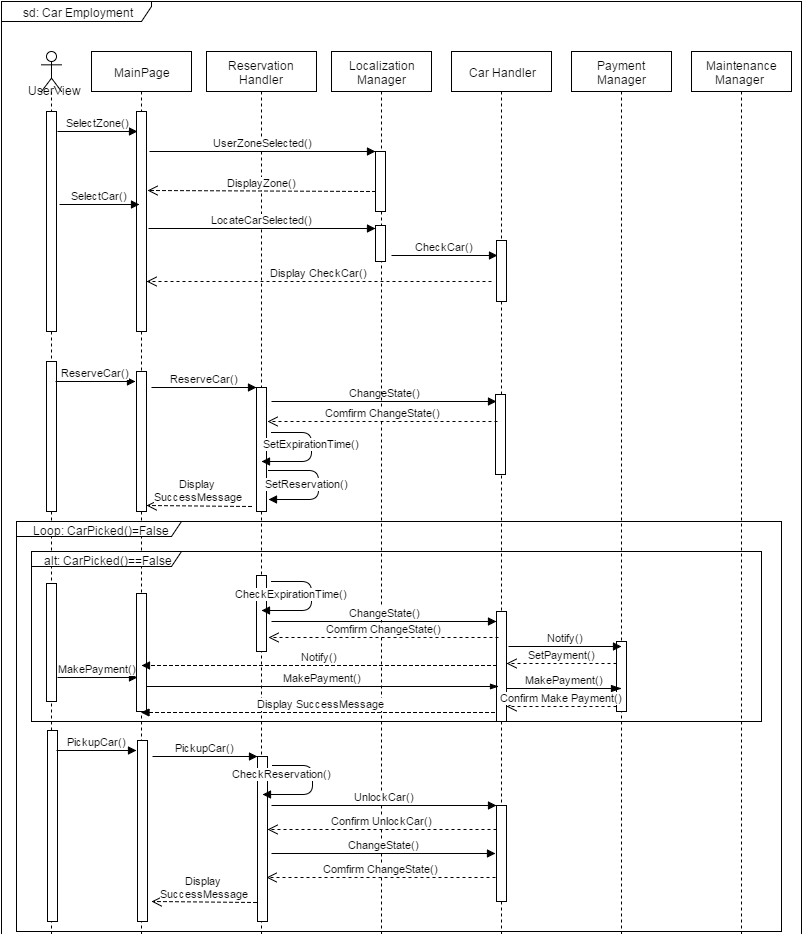 sd: Car Employment
UserView
MainPage
Reservation
Handler
Localization
Manager
Car Handler
Payment
Manager
Maintenance
Manager
SelectZone()
UserZoneSelected()
DisplayZone()
SelectCar()
LocateCarSelected()
CheckCar()
Display CheckCar()
ReserveCar()
ReserveCar()
ChangeState()
Comfirm ChangeState()
SetExpirationTime()
SetReservation()
Display
SuccessMessage
Loop: CarPicked()=False
alt: CarPicked()==False
CheckExpirationTime()
ChangeState()
Comfirm ChangeState()
Notify()
SetPayment()
Notify()
MakePayment()
MakePayment()
MakePayment()
Confirm Make Payment()
Display SuccessMessage
PickupCar()
PickupCar()
CheckReservation()
UnlockCar()
Confirm UnlockCar()
ChangeState()
Comfirm ChangeState()
Display
SuccessMessage